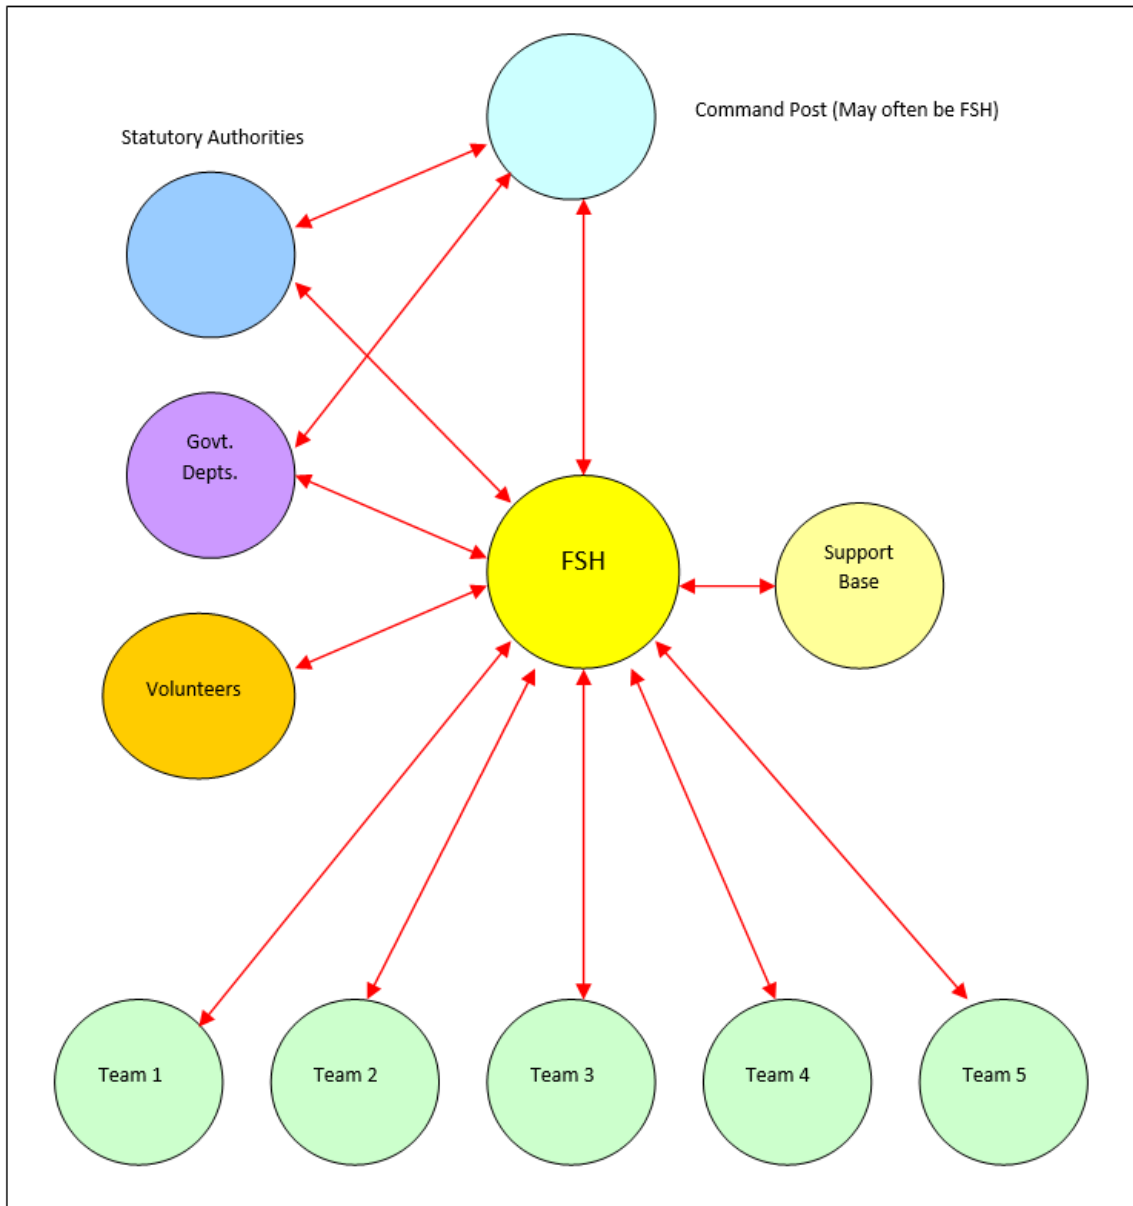 Command Post (May often be FSH)
Statutory Authorities
Govt.
Depts.
FSH
Support
Base
Volunteers
Team 1
Team 2
Team 3
Team 4
Team 5